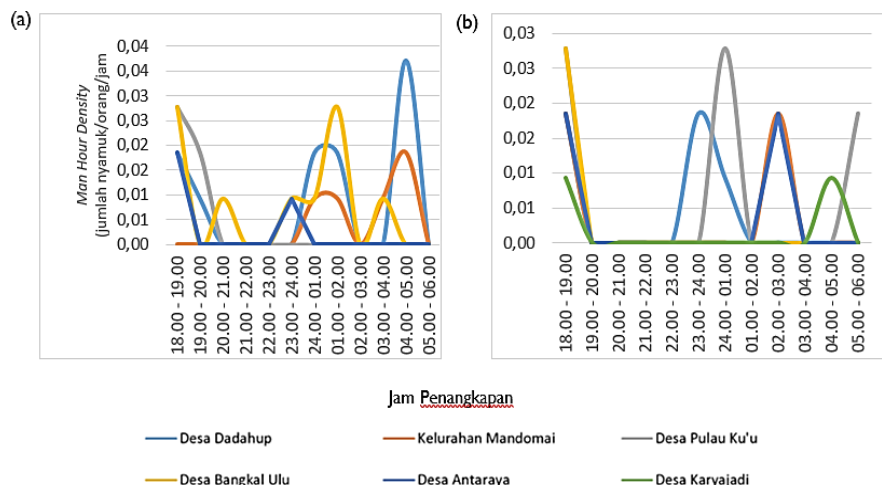 (a)
(b)
Man Hour Density
(jumlah nyamuk/orang/jam
0,04
0,04
0,03
0,03
0,02
0,02
0,01
0,01
0,00
18.00 - 19.00
19.00 - 20.00
20.00 - 21.00
21.00 - 22.00
22.00 - 23.00
23.00 - 24.00
24.00 - 01.00
01.00 - 02.00
02.00 - 03.00
03.00 - 04.00
04.00 - 05.00
05.00 - 06.00
0,03
0,03
0,02
0,02
0,01
0,01
0,00
18.00 - 19.00
19.00 - 20.00
20.00 - 21.00
21.00 - 22.00
22.00 - 23.00
23.00 - 24.00
24.00 - 01.00
01.00 - 02.00
02.00 - 03.00
03.00 - 04.00
04.00 - 05.00
05.00 - 06.00
Jam Penangkapan
Desa Dadahup
Kelurahan Mandomai
Desa Pulau Ku'u
Desa Bangkal Ulu
Desa Antaraya
Desa Karyajadi